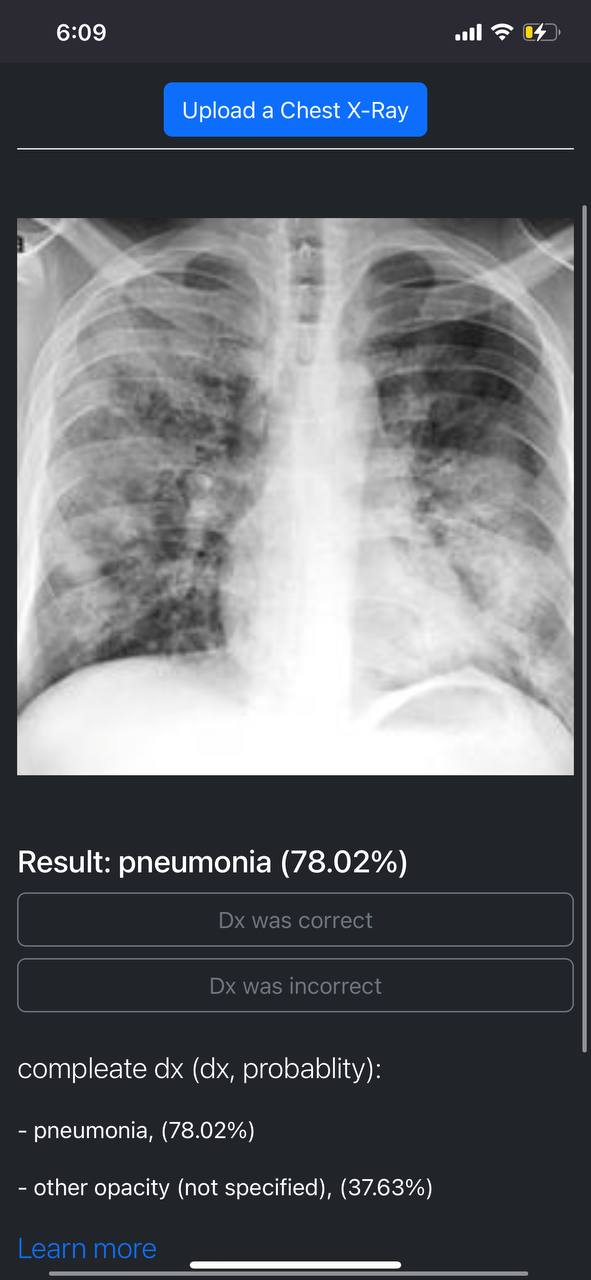 6:09
Upload a Chest X-Ray
Result: pneumonia (78.02%)
Dx was correct
Dx was incorrect
compleate dx (dx, probablity):
- pneumonia, (78.02%)
- other opacity (not specified), (37.63%)
Learn more